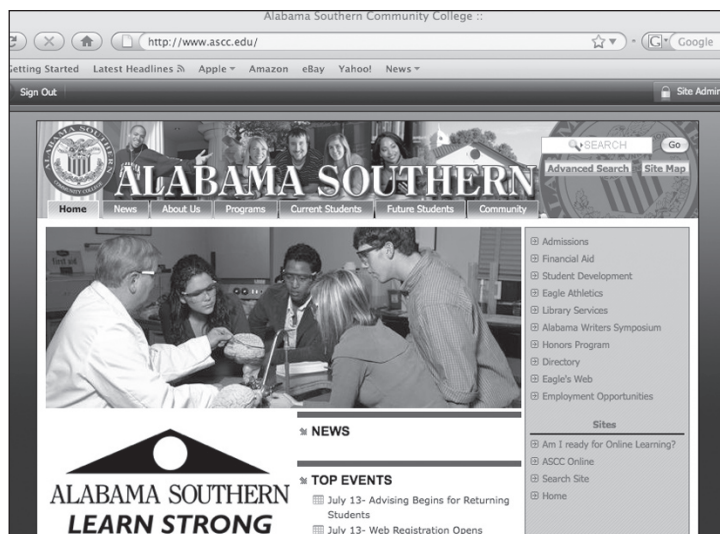 Alabama Southern Community College ::
http://www.ascc.edu/
Google
Getting Started Latest Headlines Apple Amazon eBay Yahoo! News
Sign Out
Site Admin
ALABAMA SOUTHERN
COMMUNITY COLLEGE
ALABAMA SOUTHERN
SEARCH
Go
Advanced Search Site Map
Home News About Us Programs Current Students Future Students Community
Admissions
Financial Aid
Student Development
Eagle Athletics
Library Services
Alabama Writers Symposium
Honors Program
Directory
Eagle's Web
Employment Opportunities
Sites
Am I ready for Online Learning?
ASCC Online
Search Site
Home
ALABAMA SOUTHERN
LEARN STRONG
NEWS
TOP EVENTS
July 13- Advising Begins for Returning
Students
July 13- Web Registration Opens